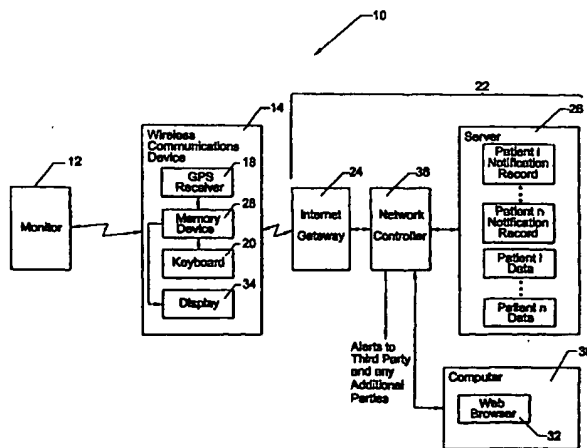 10
22
14
26
Wireless
Communications
Device
Server
12
18
GPS
Receiver
24
36
Patient 1
Notification
Record
Monitor
28
Memory
Device
Internet
Gateway
Network
Controller
Patient n
Notification
Record
20
Keyboard
Patient 1
Data
34
Display
Patient n
Data
Alerts to
Third Party
and any
Additional
Parties
Computer
Web
Browser
32